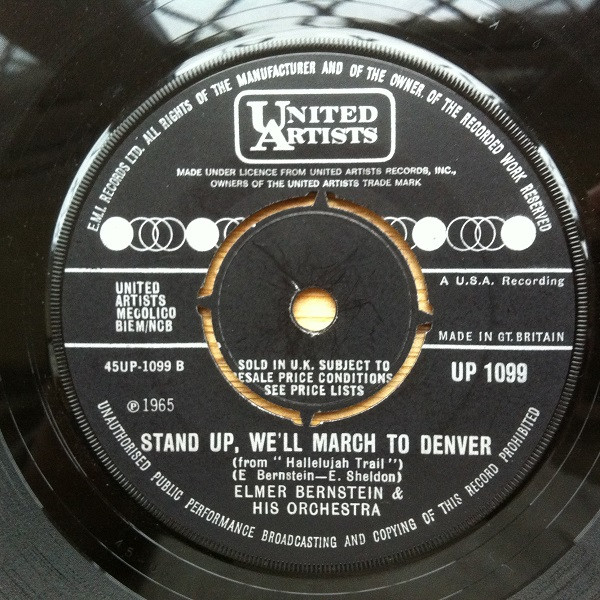 E.M.I. RECORDS LTD. ALL RIGHTS OF THE MANUFACTURER AND OF THE OWNER OF THE RECORDED WORK RESERVED
UNITED
ARTISTS
MADE UNDER LICENCE FROM UNITED ARTISTS RECORDS, INC.,
OWNERS OF THE UNITED ARTISTS TRADE MARK
UNITED
ARTISTS
MECOLICO
BIEM/NCB
A U.S.A. Recording
MADE IN GT. BRITAIN
45UP-1099 B
SOLD IN U.K. SUBJECT TO
ESALE PRICE CONDITIONS
SEE PRICE LISTS
UP 1099
℗ 1965
STAND UP, WE'LL MARCH TO DENVER
(from "Hallelujah Trail")
(E Bernstein—E. Sheldon)
ELMER BERNSTEIN &
HIS ORCHESTRA
UNAUTHORISED PUBLIC PERFORMANCE BROADCASTING AND COPYING OF THIS RECORD PROHIBITED